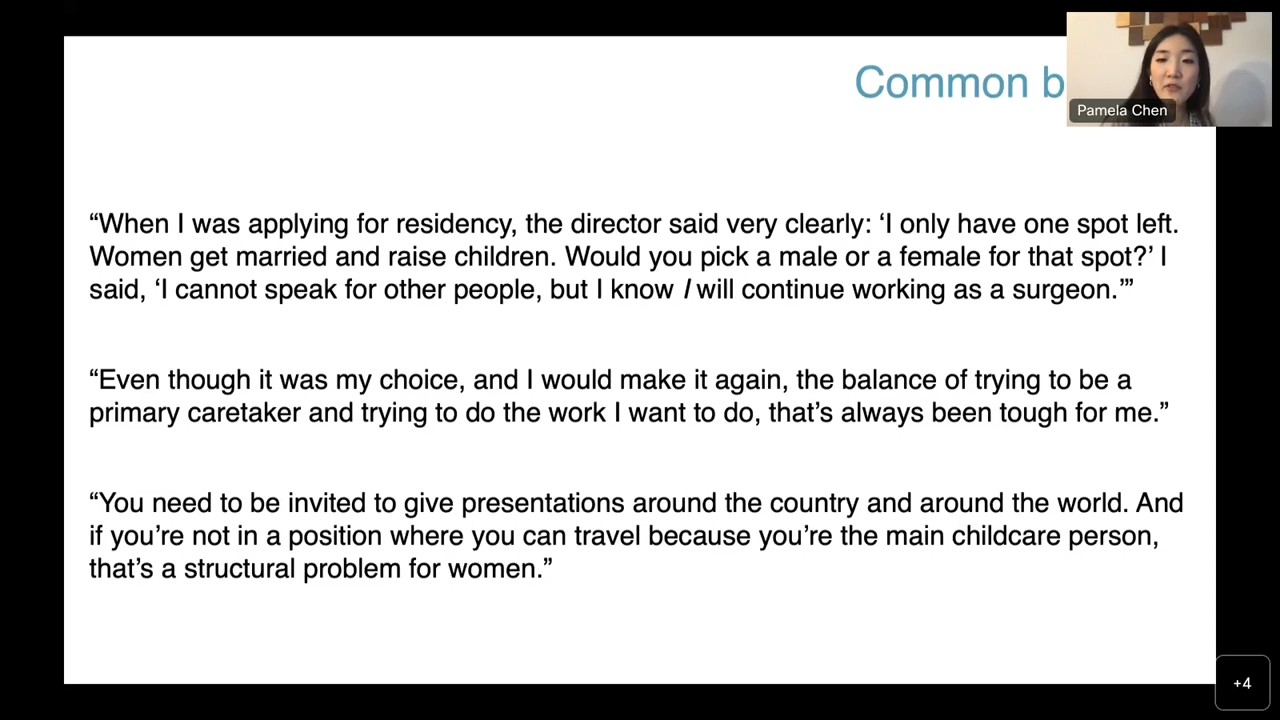 Common b
Pamela Chen
“When I was applying for residency, the director said very clearly: ‘I only have one spot left.
Women get married and raise children. Would you pick a male or a female for that spot?’ I
said, ‘I cannot speak for other people, but I know I will continue working as a surgeon.’”
“Even though it was my choice, and I would make it again, the balance of trying to be a
primary caretaker and trying to do the work I want to do, that’s always been tough for me.”
“You need to be invited to give presentations around the country and around the world. And
if you’re not in a position where you can travel because you’re the main childcare person,
that’s a structural problem for women.”
+4